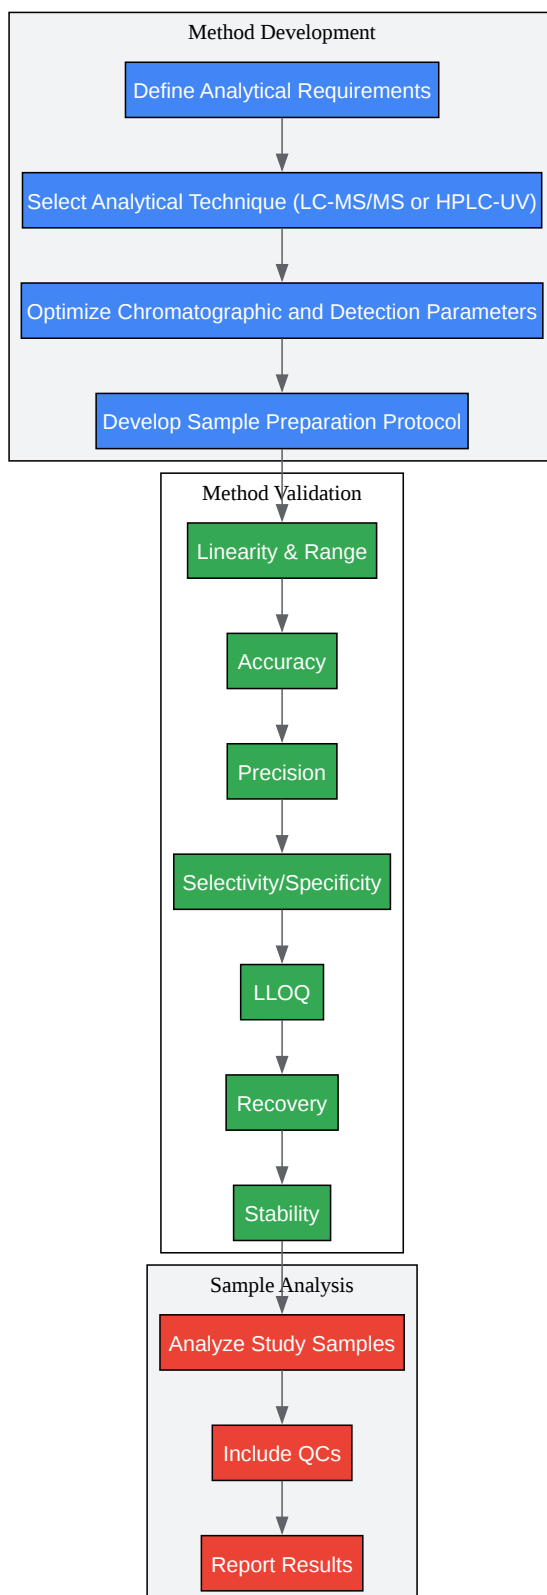 Method Development
Define Analytical Requirements
Select Analytical Technique (LC-MS/MS or HPLC-UV)
Optimize Chromatographic and Detection Parameters
Develop Sample Preparation Protocol
Method Validation
Linearity & Range
Accuracy
Precision
Selectivity/Specificity
LLOQ
Recovery
Stability
Sample Analysis
Analyze Study Samples
Include QCs
Report Results